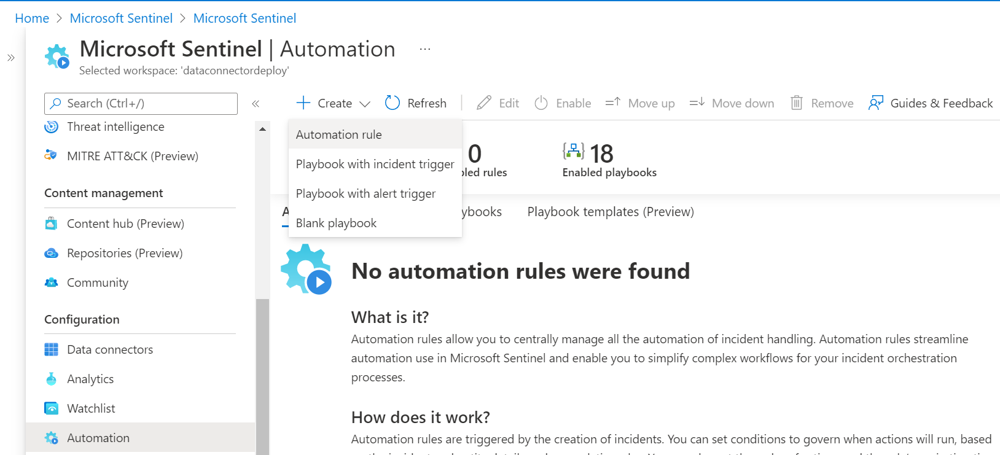 Home > Microsoft Sentinel > Microsoft Sentinel
Microsoft Sentinel | Automation ...
Selected workspace: 'dataconnectordeploy'
Search (Ctrl+/)
Threat intelligence
MITRE ATT&CK (Preview)
Content management
Content hub (Preview)
Repositories (Preview)
Community
Configuration
Data connectors
Analytics
Watchlist
Automation
Create
Refresh
Edit
Enable
Move up
Move down
Remove
Guides & Feedback
Automation rule
Playbook with incident trigger
Playbook with alert trigger
Blank playbook
0
rules
18
Enabled playbooks
Playbook templates (Preview)
No automation rules were found
What is it?
Automation rules allow you to centrally manage all the automation of incident handling. Automation rules streamline
automation use in Microsoft Sentinel and enable you to simplify complex workflows for your incident orchestration
processes.
How does it work?
Automation rules are triggered by the creation of incidents. You can set conditions to govern when actions will run, based